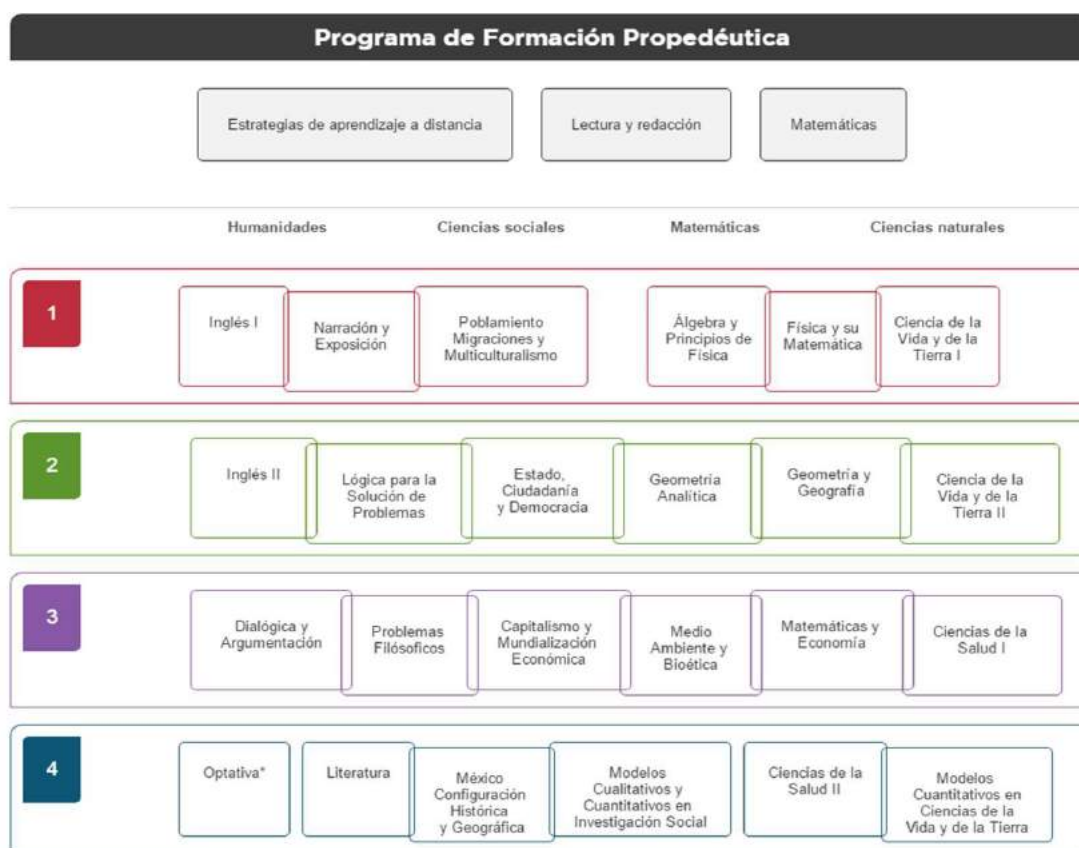 Programa de Formación Propedéutica
Estrategias de aprendizaje a distancia
Lectura y redacción
Matemáticas
Humanidades
Ciencias sociales
Matemáticas
Ciencias naturales
1
Inglés I
Narración y
Exposición
Poblamiento
Migraciones y
Multiculturalismo
Álgebra y
Principios de
Física
Física y su
Matemática
Ciencia de la
Vida y de la
Tierra I
2
Inglés II
Lógica para la
Solución de
Problemas
Estado,
Ciudadanía
y Democracia
Geometría
Analítica
Geometría y
Geografía
Ciencia de la
Vida y de la
Tierra II
3
Dialógica y
Argumentación
Problemas
Filósoficos
Capitalismo y
Mundialización
Económica
Medio
Ambiente y
Bioética
Matemáticas y
Economía
Ciencias de la
Salud I
4
Optativa*
Literatura
México
Configuración
Histórica
y Geográfica
Modelos
Cualitativos y
Cuantitativos en
Investigación Social
Ciencias de la
Salud II
Modelos
Cuantitativos en
Ciencias de la
Vida y de la Tierra